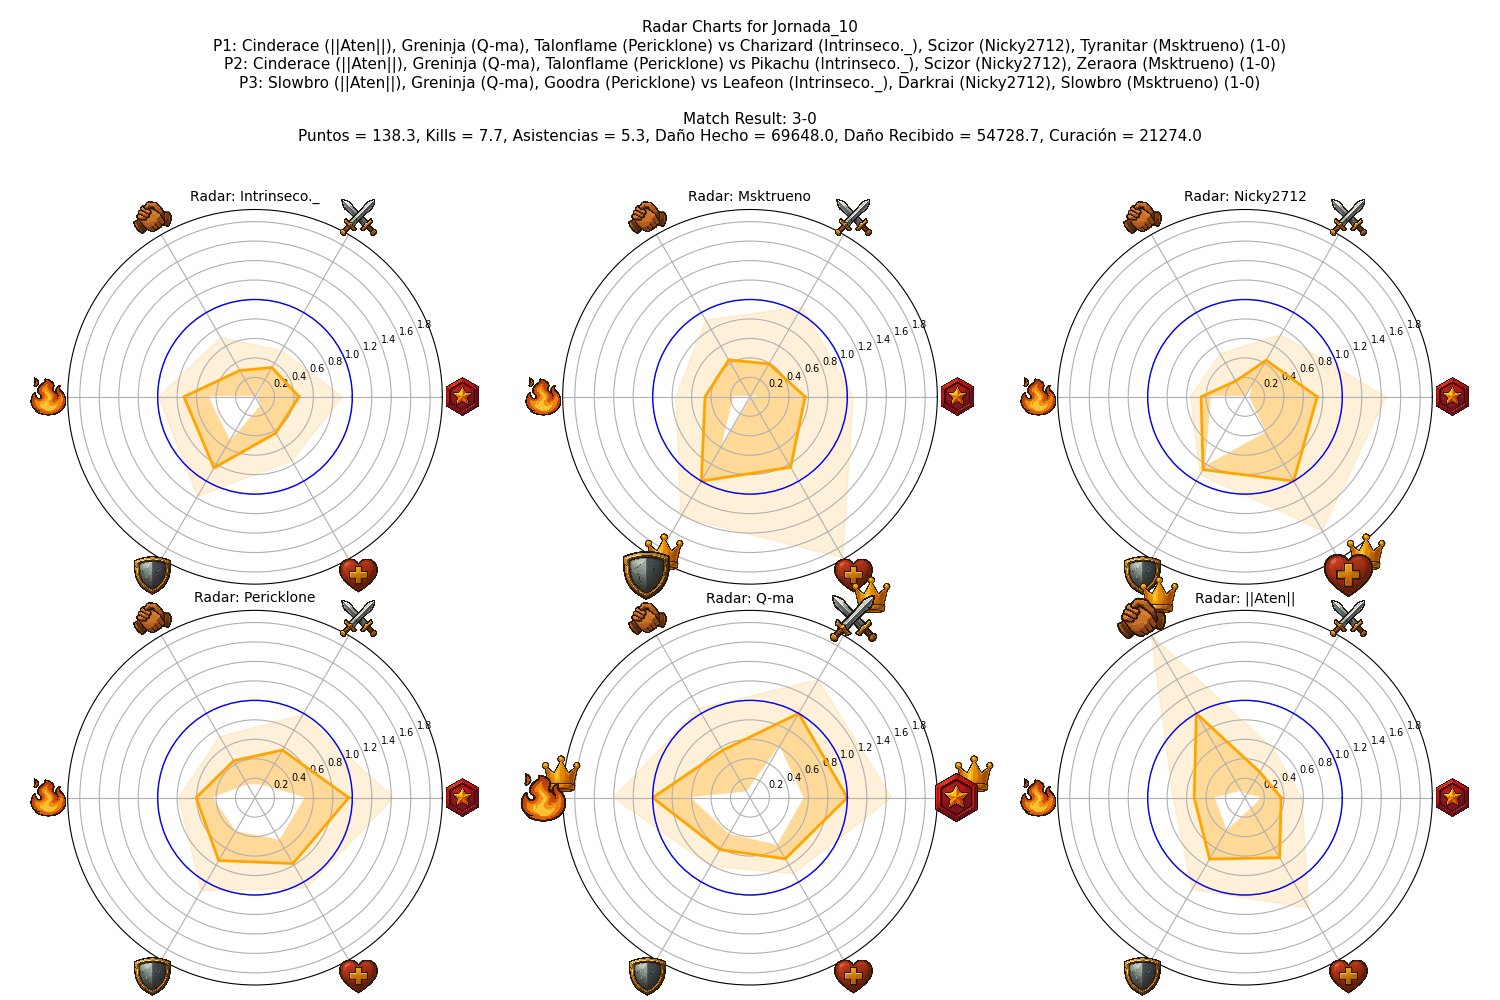 Radar Charts for Jornada_10
P1: Cinderace (||Aten||), Greninja (Q-ma), Talonflame (Pericklone) vs Charizard (Intrinseco._), Scizor (Nicky2712), Tyranitar (Msktrueno) (1-0)
P2: Cinderace (||Aten||), Greninja (Q-ma), Talonflame (Pericklone) vs Pikachu (Intrinseco._), Scizor (Nicky2712), Zeraora (Msktrueno) (1-0)
P3: Slowbro (||Aten||), Greninja (Q-ma), Goodra (Pericklone) vs Leafeon (Intrinseco._), Darkrai (Nicky2712), Slowbro (Msktrueno) (1-0)
Match Result: 3-0
Puntos = 138.3, Kills = 7.7, Asistencias = 5.3, Daño Hecho = 69648.0, Daño Recibido = 54728.7, Curación = 21274.0
Radar: Intrinseco._
0.2 0.4 0.6 0.8 1.0 1.2 1.4 1.6 1.8
Radar: Msktrueno
0.2 0.4 0.6 0.8 1.0 1.2 1.4 1.6 1.8
Radar: Nicky2712
0.2 0.4 0.6 0.8 1.0 1.2 1.4 1.6 1.8
Radar: Pericklone
0.2 0.4 0.6 0.8 1.0 1.2 1.4 1.6 1.8
Radar: Q-ma
0.2 0.4 0.6 0.8 1.0 1.2 1.4 1.6 1.8
Radar: ||Aten||
0.2 0.4 0.6 0.8 1.0 1.2 1.4 1.6 1.8